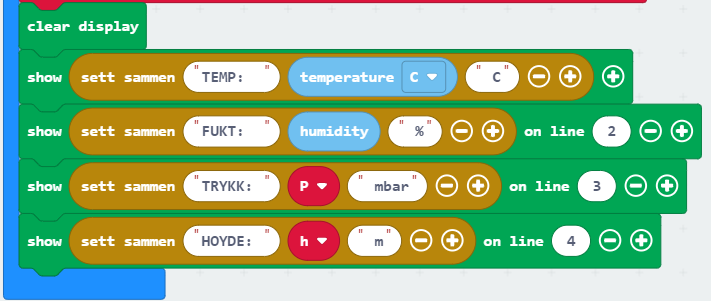 clear display
show sett sammen "TEMP: " temperature C " C"
show sett sammen "FUKT: " humidity " %" on line 2
show sett sammen "TRYKK: " P " mbar" on line 3
show sett sammen "HOYDE: " h " m" on line 4